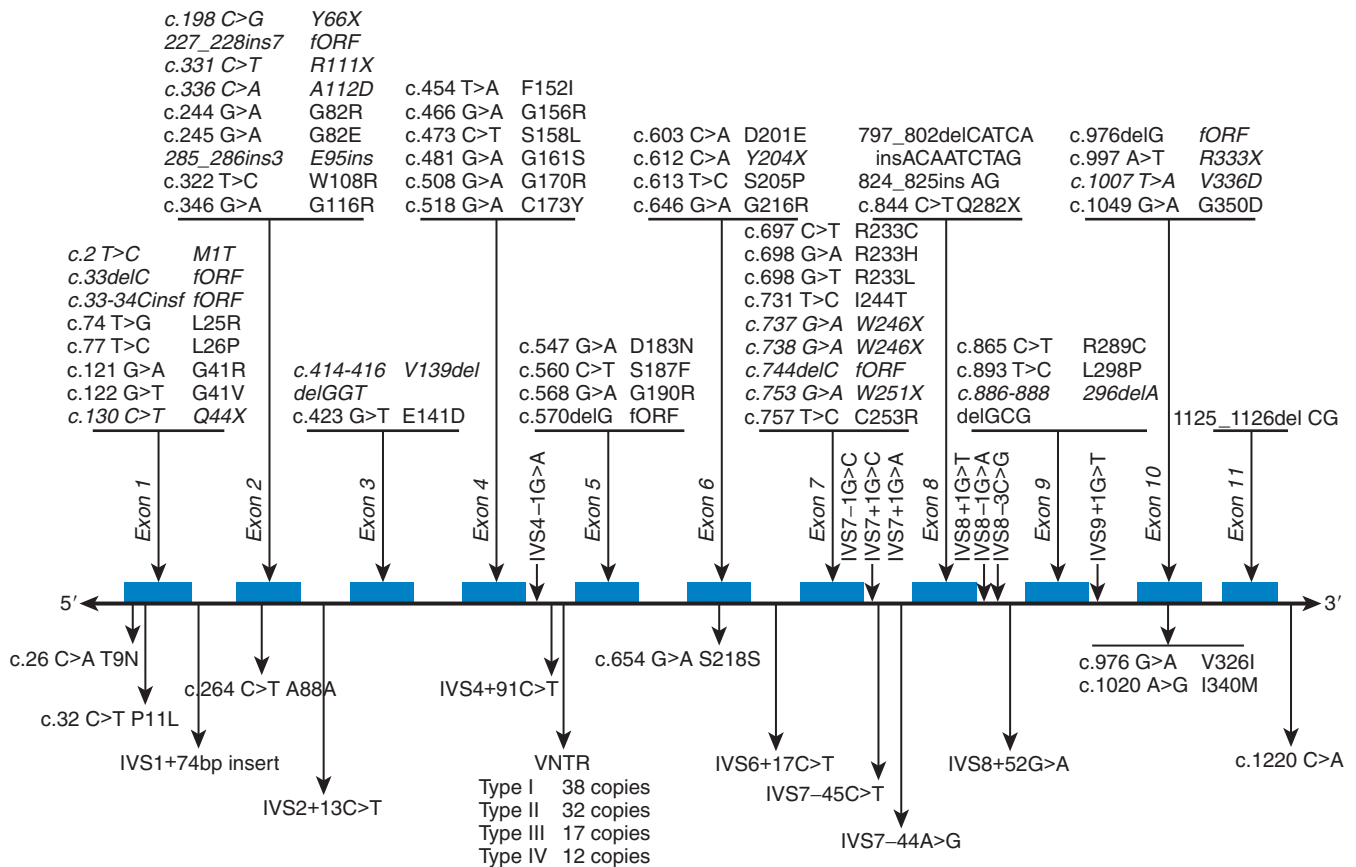 c.198 C>G Y66X
227_228ins7 fORF
c.331 C>T R111X
c.336 C>A A112D
c.244 G>A G82R
c.245 G>A G82E
285_286ins3 E95ins
c.322 T>C W108R
c.346 G>A G116R
c.454 T>A F152I
c.466 G>A G156R
c.473 C>T S158L
c.481 G>A G161S
c.508 G>A G170R
c.518 G>A C173Y
c.603 C>A D201E
c.612 C>A Y204X
c.613 T>C S205P
c.646 G>A G216R
797_802delCATCA
insACAATCTAG
824_825ins AG
c.844 C>T Q282X
c.976delG fORF
c.997 A>T R333X
c.1007 T>A V336D
c.1049 G>A G350D
c.2 T>C M1T
c.33delC fORF
c.33-34Cinsf fORF
c.74 T>G L25R
c.77 T>C L26P
c.121 G>A G41R
c.122 G>T G41V
c.130 C>T Q44X
c.414-416 V139del
delGGT
c.423 G>T E141D
c.547 G>A D183N
c.560 C>T S187F
c.568 G>A G190R
c.570delG fORF
c.697 C>T R233C
c.698 G>A R233H
c.698 G>T R233L
c.731 T>C I244T
c.737 G>A W246X
c.738 G>A W246X
c.744delC fORF
c.753 G>A W251X
c.757 T>C C253R
c.865 C>T R289C
c.893 T>C L298P
c.886-888 296delA
delGCG
1125_1126del CG
Exon 1
Exon 2
Exon 3
Exon 4
IVS4–1G>A
Exon 5
Exon 6
Exon 7
IVS7–1G>C
IVS7+1G>C
IVS7+1G>A
Exon 8
IVS8+1G>T
IVS8–1G>A
IVS8–3C>G
Exon 9
IVS9+1G>T
Exon 10
Exon 11
5′ 3′
c.26 C>A T9N
c.32 C>T P11L
IVS1+74bp insert
c.264 C>T A88A
IVS2+13C>T
IVS4+91C>T
VNTR
Type I 38 copies
Type II 32 copies
Type III 17 copies
Type IV 12 copies
c.654 G>A S218S
IVS6+17C>T
IVS7–45C>T
IVS7–44A>G
IVS8+52G>A
c.976 G>A V326I
c.1020 A>G I340M
c.1220 C>A